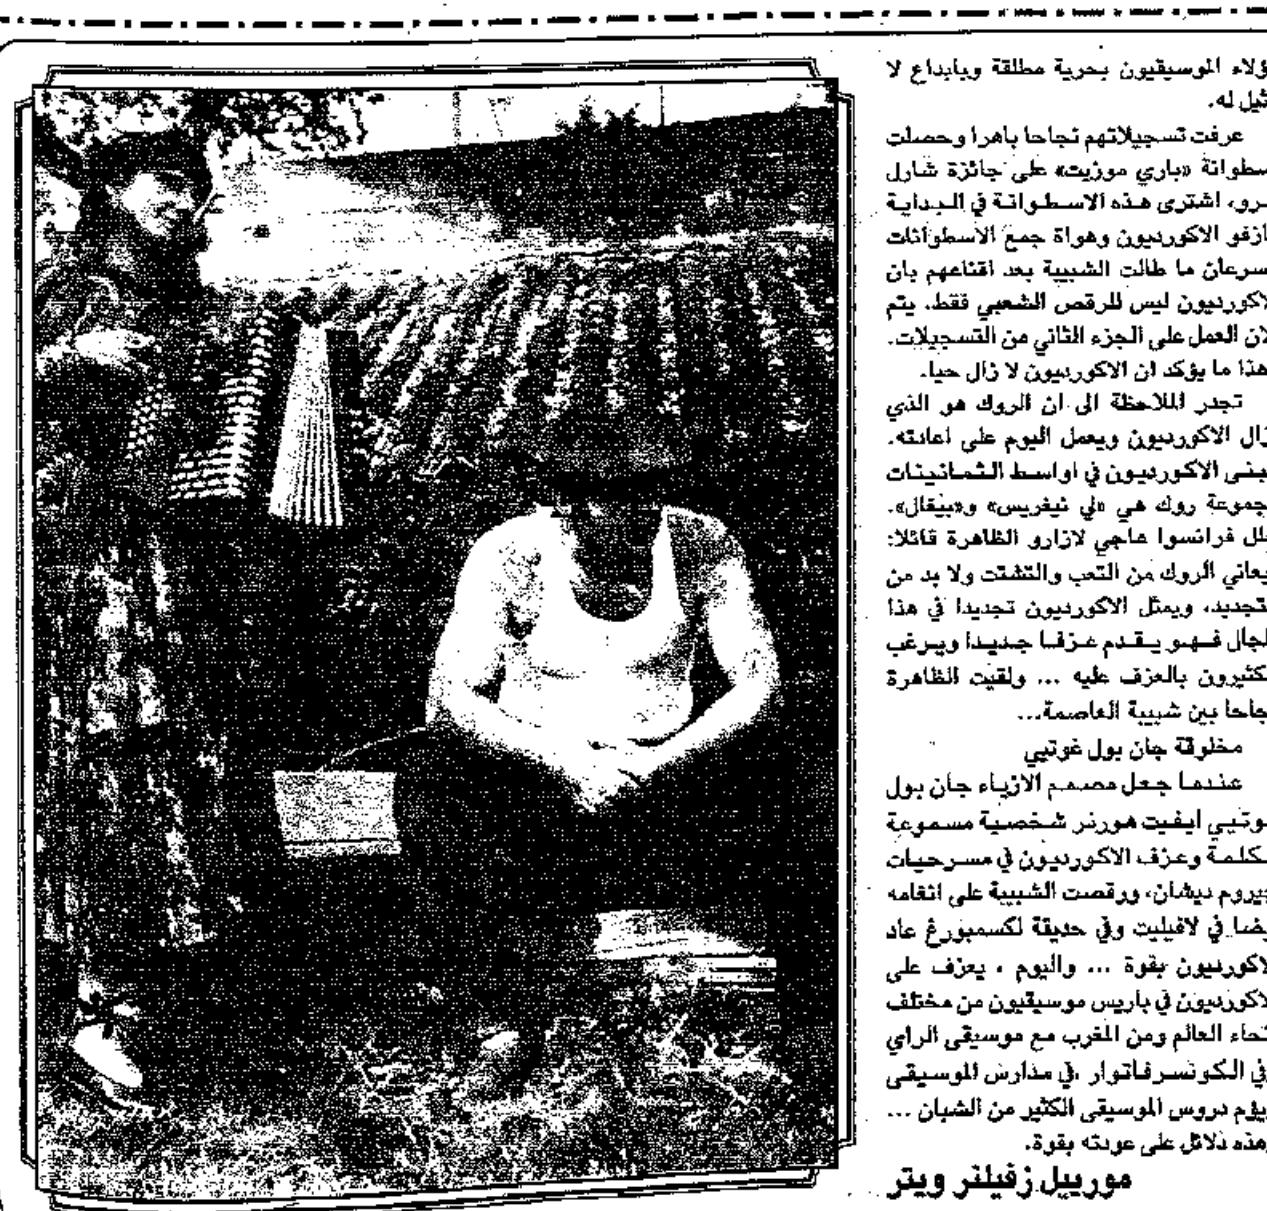 ؤلاء الموسيقيون بحرية مطلقة وبابداع لا
ثيل له.
عرفت تسجيلاتهم نجاحا باهرا وحصلت
سطوانة «باري موزيت» على جائزة شارل
رو، اشترى هذه الاسطوانة في البداية
ازفو الاكورديون وهواة جمع الاسطوانات
سرعان ما طالت الشبيبة بعد اقناعهم بان
لاكورديون ليس للرقص الشعبي فقط. يتم
لان العمل على الجزء الثاني من التسجيلات.
هذا ما يؤكد ان الاكورديون لا زال حيا.
تجدر الملاحظة الى ان الروك هو الذي
زال الاكورديون ويعمل اليوم على اعادته.
بنى الاكورديون في اواسط الثمانينات
جموعة روك هي «لي نيغريس» و«بيغال».
لل فرانسوا هاجي لازارو الظاهرة قائلا:
يعاني الروك من التعب والتشتت ولا بد من
تجديد، ويمثل الاكورديون تجديدا في هذا
لجال فهو يقدم عزفا جديدا ويرغب
كثيرون بالعزف عليه ... ولقيت الظاهرة
جاحا بين شبيبة العاصمة...
مخلوقة جان بول غوتيي
عندما جعل مصمم الازياء جان بول
وتيي ايفيت هورنر شخصية مسموعة
كلمة وعزف الاكورديون في مسرحيات
جيروم ديشان، ورقصت الشبيبة على انغامه
يضا في لافيليت وفي حديقة لكسمبورغ عاد
لاكورديون بقوة ... واليوم ، يعزف على
لاكورديون في باريس موسيقيون من مختلف
نحاء العالم ومن المغرب مع موسيقى الراي
في الكونسرفاتوار ،في مدارس الموسيقى
يؤم دروس الموسيقى الكثير من الشبان ...
هذه دلائل على عودته بقوة.
مورييل زفيلنر ويتر